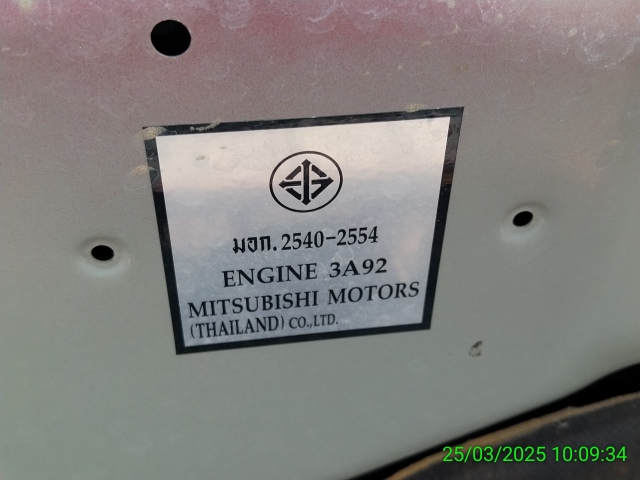 มอก.2540-2554
ENGINE 3A92
MITSUBISHI MOTORS
(THAILAND) CO.,LTD.
25/03/2025 10:09:34